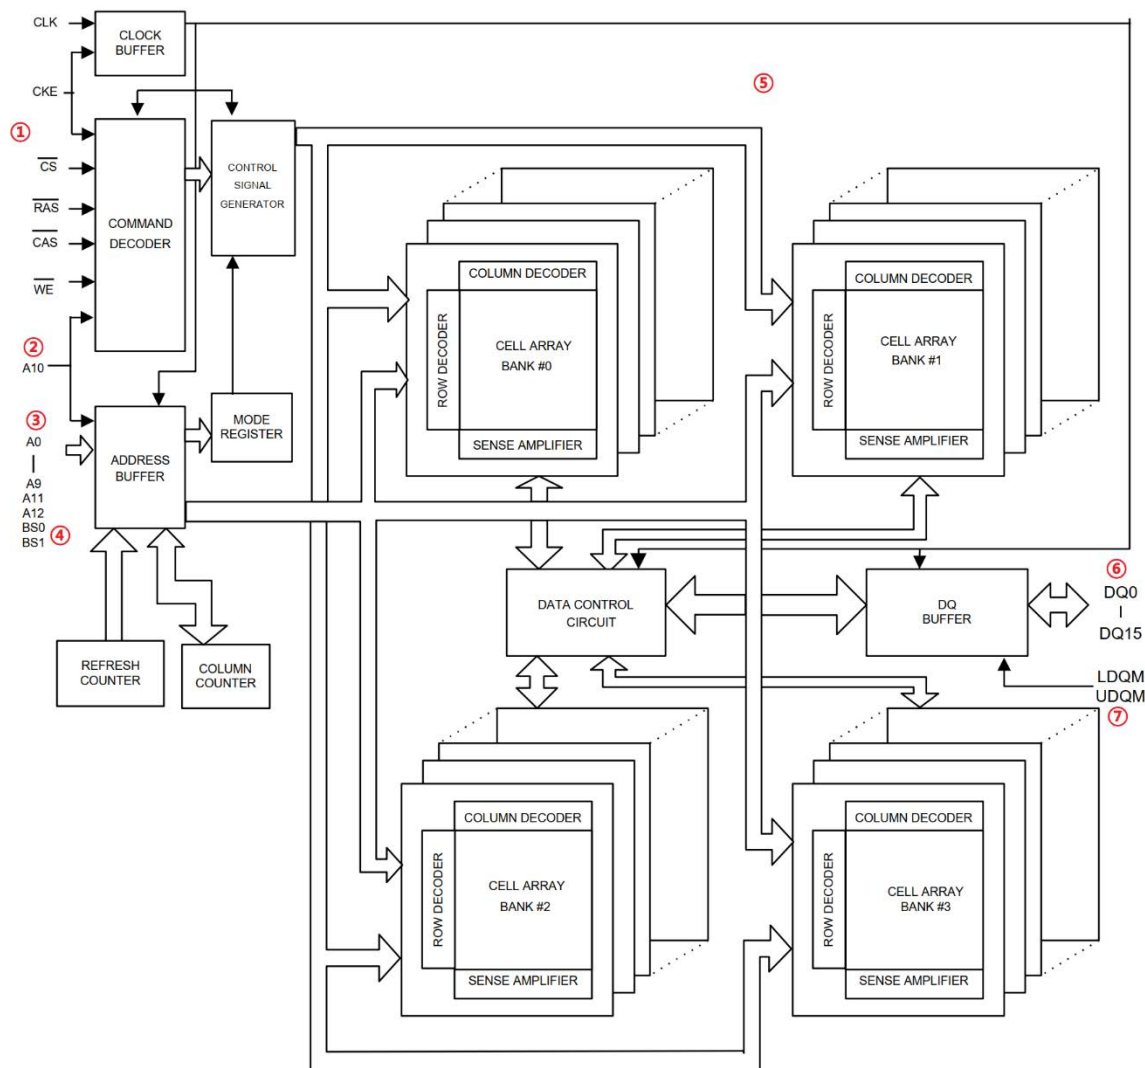 CLK
CLOCK
BUFFER
CKE
①
CS
RAS
CAS
WE
COMMAND
DECODER
CONTROL
SIGNAL
GENERATOR
②
A10
③
A0
A9
A11
A12
BS0
BS1
④
ADDRESS
BUFFER
MODE
REGISTER
REFRESH
COUNTER
COLUMN
COUNTER
⑤
COLUMN DECODER
ROW DECODER
CELL ARRAY
BANK #0
SENSE AMPLIFIER
COLUMN DECODER
ROW DECODER
CELL ARRAY
BANK #1
SENSE AMPLIFIER
DATA CONTROL
CIRCUIT
DQ
BUFFER
⑥
DQ0
DQ15
LDQM
UDQM
⑦
COLUMN DECODER
ROW DECODER
CELL ARRAY
BANK #2
SENSE AMPLIFIER
COLUMN DECODER
ROW DECODER
CELL ARRAY
BANK #3
SENSE AMPLIFIER